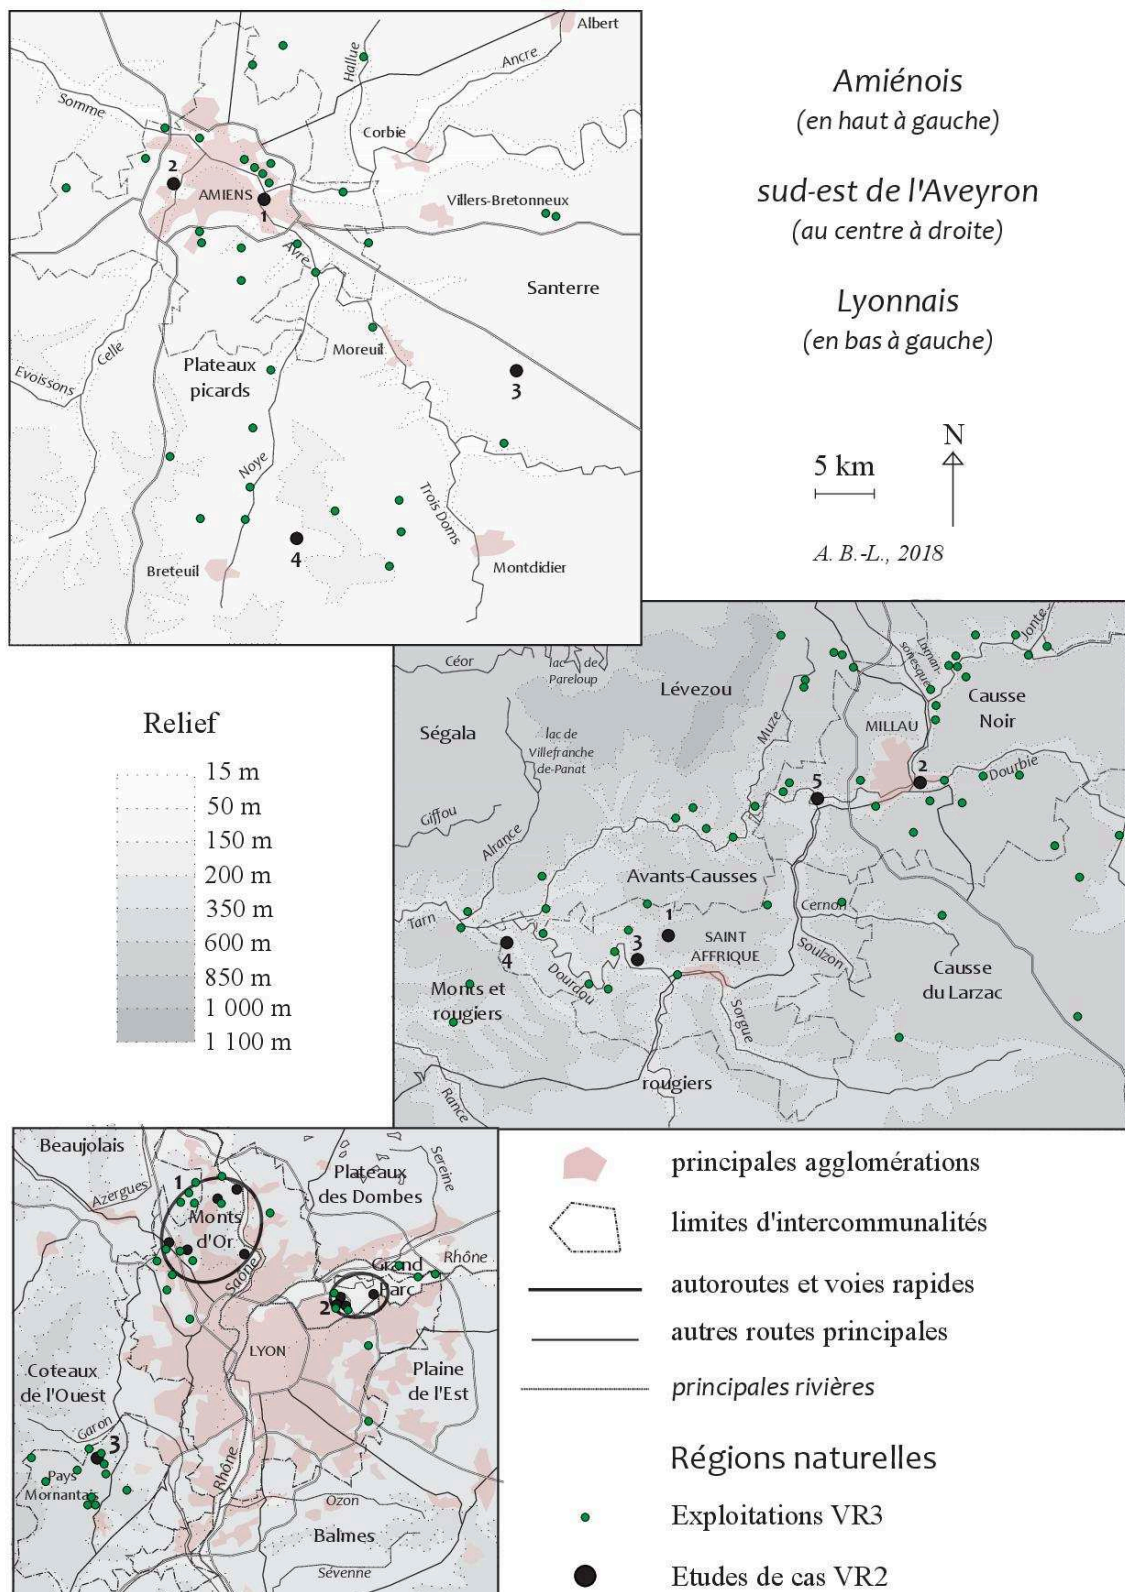 Albert
Hallue
Ancre
Somme
Corbie
2
AMIENS
1
Villers-Bretonneux
Avre
Santerre
Celle
Moreuil
Evoissons
Plateaux
picards
3
Noye
Trois Doms
4
Breteuil
Montdidier
Amiénois
(en haut à gauche)
sud-est de l'Aveyron
(au centre à droite)
Lyonnais
(en bas à gauche)
N
5 km
A. B.-L., 2018
Céor
lac de
Pareloup
Lévezou
Jonte
Causse
Noir
Ségala
Muze
MILLAU
lac de
Villefranche
de-Panat
Dourbie
5
2
Giffou
Alrance
Avants-Causses
Tarn
Cernon
1
SAINT
AFFRIQUE
3
4
Soulzon
Dourdou
Causse
du Larzac
Monts et
rougiers
Sorgue
rougiers
Rance
Relief
15 m
50 m
150 m
200 m
350 m
600 m
850 m
1 000 m
1 100 m
Beaujolais
Azergues
1
Plateaux
des Dombes
Sereine
Monts
d'Or
Saône
Rhône
Grand
Parc
2
LYON
Coteaux
de l'Ouest
Plaine
de l'Est
Garon
3
Pays
Mornantais
Rhône
Ozon
Balmes
Sévenne
principales agglomérations
limites d'intercommunalités
autoroutes et voies rapides
autres routes principales
principales rivières
Régions naturelles
Exploitations VR3
Etudes de cas VR2